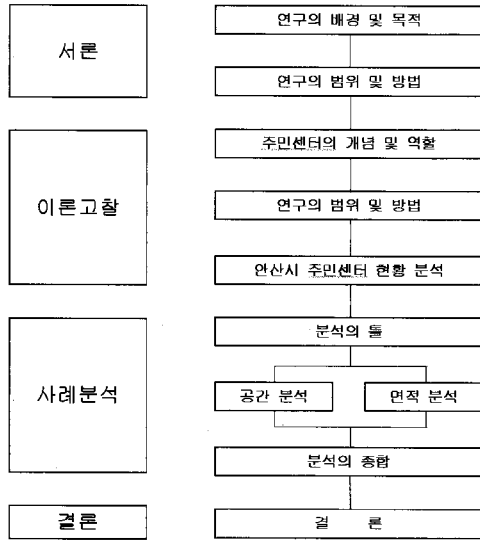 서론
연구의 배경 및 목적
연구의 범위 및 방법
이론고찰
주민센터의 개념 및 역할
연구의 범위 및 방법
안산시 주민센터 현황 분석
사례분석
분석의 틀
공간 분석
면적 분석
분석의 종합
결론
결 론